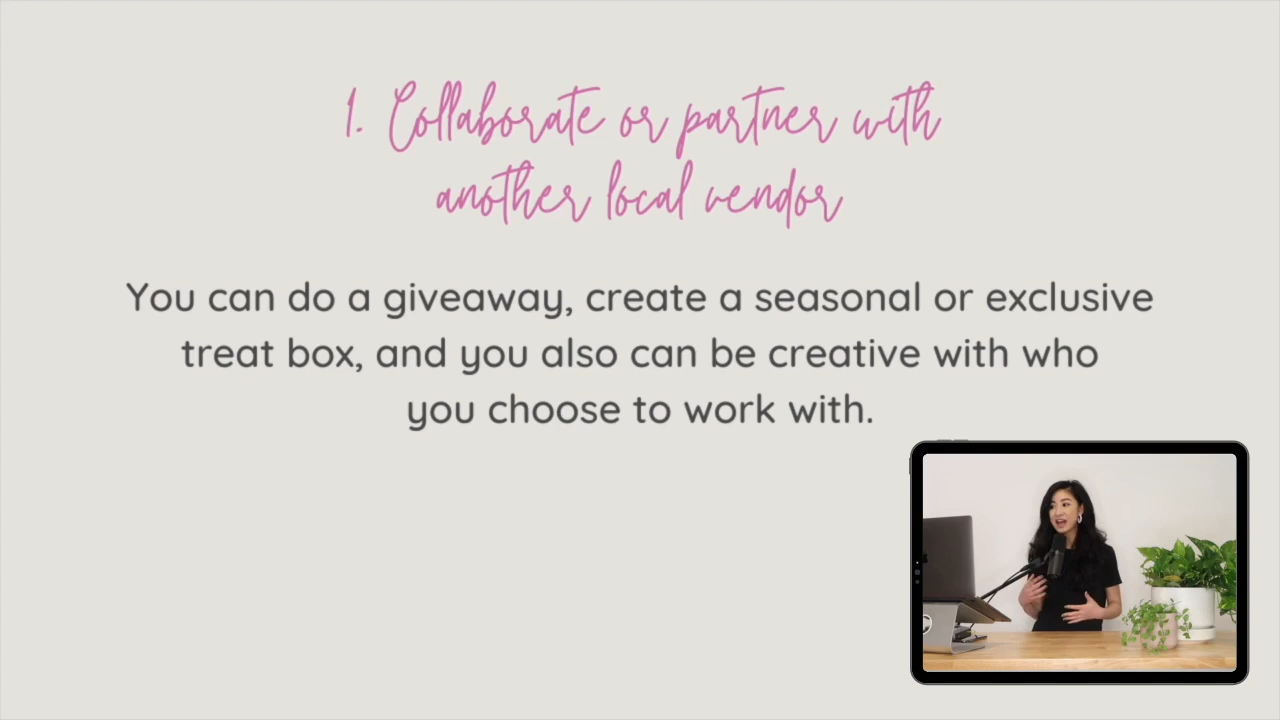 1. Collaborate or partner with
another local vendor
You can do a giveaway, create a seasonal or exclusive
treat box, and you also can be creative with who
you choose to work with.